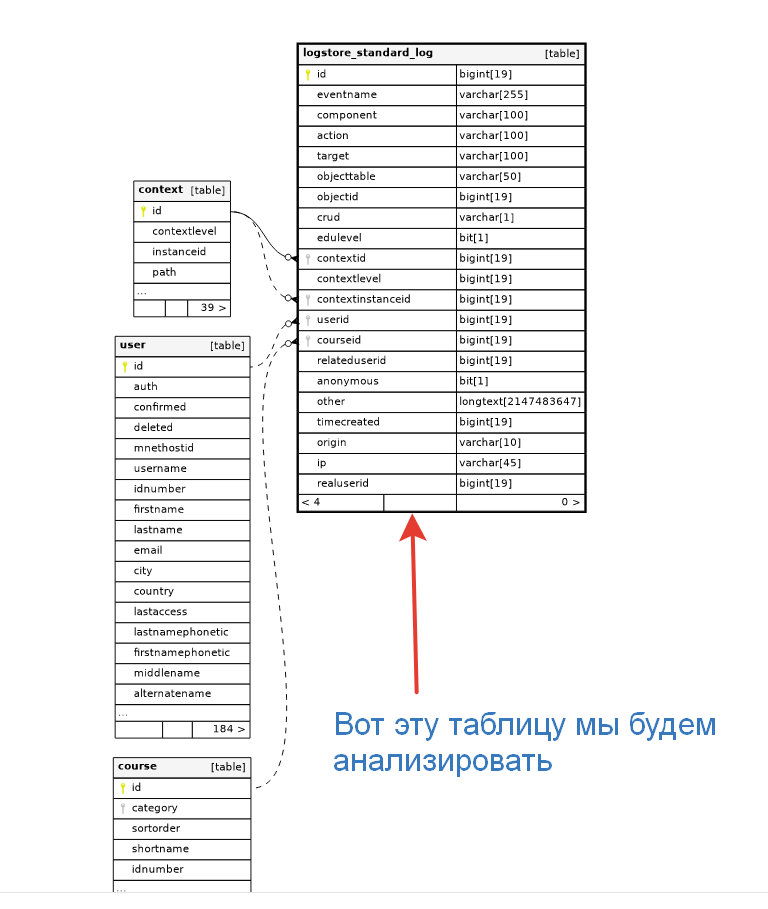 logstore_standard_log [table]
id bigint[19]
eventname varchar[255]
component varchar[100]
action varchar[100]
target varchar[100]
objecttable varchar[50]
objectid bigint[19]
crud varchar[1]
edulevel bit[1]
contextid bigint[19]
contextlevel bigint[19]
contextinstanceid bigint[19]
userid bigint[19]
courseid bigint[19]
relateduserid bigint[19]
anonymous bit[1]
other longtext[2147483647]
timecreated bigint[19]
origin varchar[10]
ip varchar[45]
realuserid bigint[19]
< 4 0 >
context [table]
id
contextlevel
instanceid
path
...
39 >
user [table]
id
auth
confirmed
deleted
mnethostid
username
idnumber
firstname
lastname
email
city
country
lastaccess
lastnamephonetic
firstnamephonetic
middlename
alternatename
...
184 >
course [table]
id
category
sortorder
shortname
idnumber
...
Вот эту таблицу мы будем
анализировать